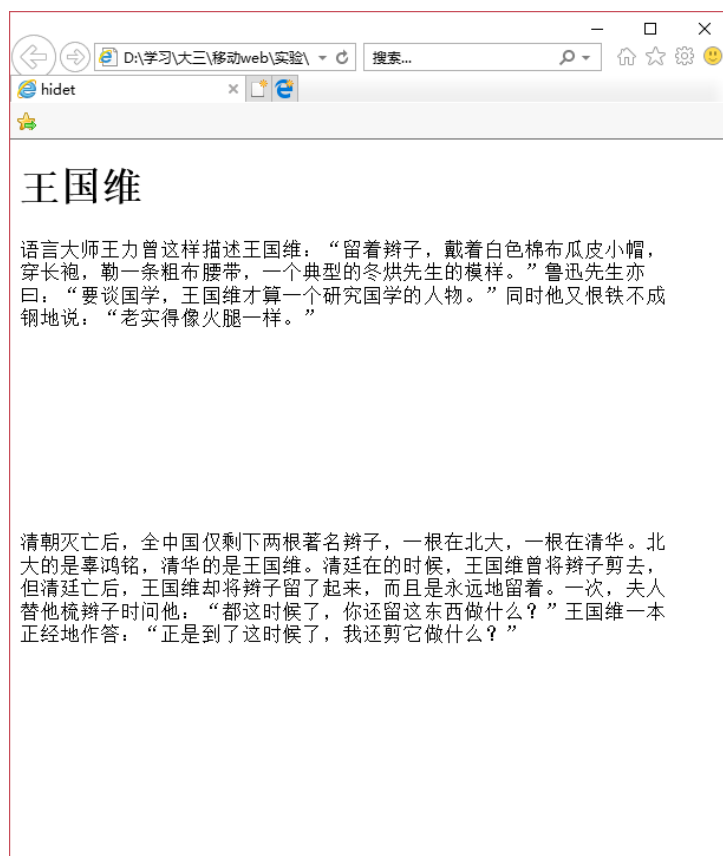 D:\学习\大三\移动web\实验\
搜索...
hidet
王国维
语言大师王力曾这样描述王国维：“留着辫子，戴着白色棉布瓜皮小帽，
穿长袍，勒一条粗布腰带，一个典型的冬烘先生的模样。”鲁迅先生亦
曰：“要谈国学，王国维才算一个研究国学的人物。”同时他又恨铁不成
钢地说：“老实得像火腿一样。”
清朝灭亡后，全中国仅剩下两根著名辫子，一根在北大，一根在清华。北
大的是辜鸿铭，清华的是王国维。清廷在的时候，王国维曾将辫子剪去，
但清廷亡后，王国维却将辫子留了起来，而且是永远地留着。一次，夫人
替他梳辫子时问他：“都这时候了，你还留这东西做什么？”王国维一本
正经地作答：“正是到了这时候了，我还剪它做什么？”